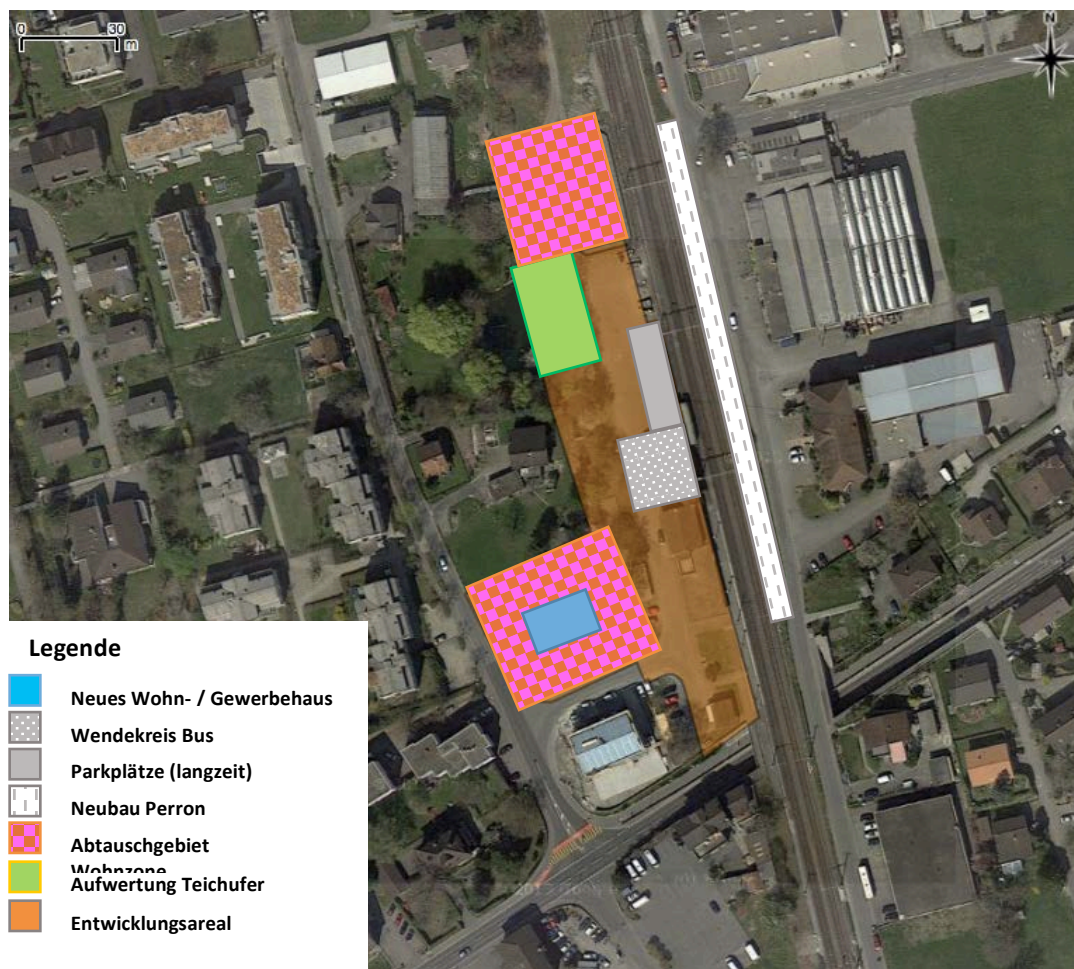 0 30
m
N
Legende
Neues Wohn- / Gewerbehaus
Wendekreis Bus
Parkplätze (langzeit)
Neubau Perron
Abtauschgebiet
Wohnzone
Aufwertung Teichufer
Entwicklungsareal